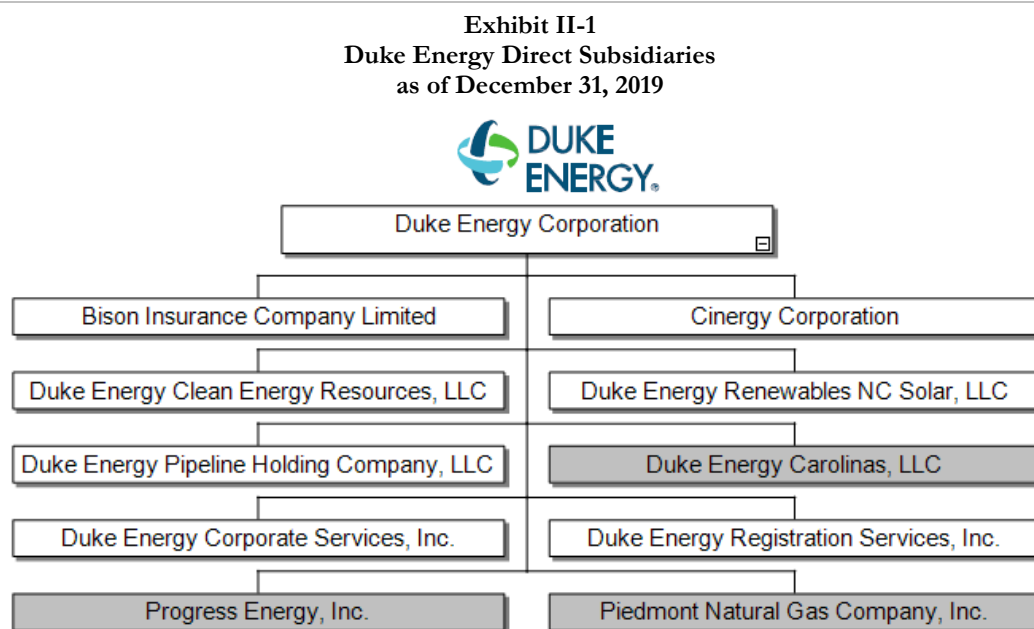 Exhibit II-1
Duke Energy Direct Subsidiaries
as of December 31, 2019
DUKE
ENERGY®
Duke Energy Corporation
Bison Insurance Company Limited
Cinergy Corporation
Duke Energy Clean Energy Resources, LLC
Duke Energy Renewables NC Solar, LLC
Duke Energy Pipeline Holding Company, LLC
Duke Energy Carolinas, LLC
Duke Energy Corporate Services, Inc.
Duke Energy Registration Services, Inc.
Progress Energy, Inc.
Piedmont Natural Gas Company, Inc.